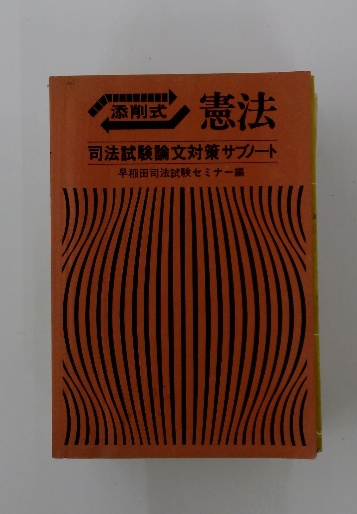 添削式 憲法
司法試験論文対策サブノート
早稲田司法試験セミナー編